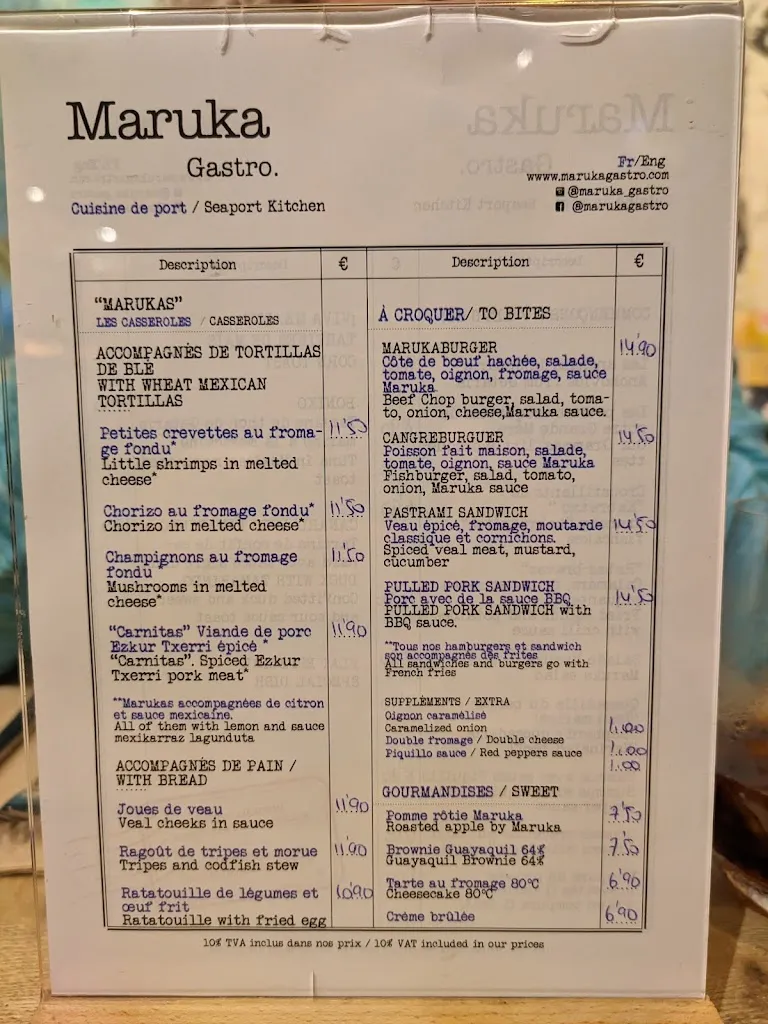 Maruka
Gastro.
Cuisine de port / Seaport Kitchen
Fr/Eng
www.marukagastro.com
@maruka_gastro
@marukagastro
Description €
"MARUKAS"
LES CASSEROLES / CASSEROLES
ACCOMPAGNÉS DE TORTILLAS
DE BLÉ
WITH WHEAT MEXICAN
TORTILLAS
Petites crevettes au froma- 11'50
ge fondu*
Little shrimps in melted
cheese*
Chorizo au fromage fondu* 11'50
Chorizo in melted cheese*
Champignons au fromage 11'50
fondu
Mushrooms in melted
cheese*
"Carnitas" Viande de porc 11'90
Ezkur Txerri épicé *
"Carnitas". Spiced Ezkur
Txerri pork meat*
**Marukas accompagnées de citron
et sauce mexicaine.
All of them with lemon and sauce
mexikarraz lagunduta
ACCOMPAGNÉS DE PAIN /
WITH BREAD
Joues de veau 11'90
Veal cheeks in sauce
Ragoût de tripes et morue 11'90
Tripes and codfish stew
Ratatouille de légumes et 10'90
œuf frit
Ratatouille with fried egg
Description €
À CROQUER/ TO BITES
MARUKABURGER 14'90
Côte de bœuf hachée, salade,
tomate, oignon, fromage, sauce
Maruka
Beef Chop burger, salad, toma-
to, onion, cheese,Maruka sauce.
CANGREBURGUER 14'50
Poisson fait maison, salade,
tomate, oignon, sauce Maruka
Fishburger, salad, tomato,
onion, Maruka sauce
PASTRAMI SANDWICH
Veau épicé, fromage, moutarde 14'50
classique et cornichons.
Spiced veal meat, mustard,
cucumber
PULLED PORK SANDWICH
Porc avec de la sauce BBQ 14'50
PULLED PORK SANDWICH with
BBQ sauce.
**Tous nos hamburgers et sandwich
son accompagnés des frites
All sandwiches and burgers go with
French fries
SUPPLÉMENTS / EXTRA
Oignon caramélisé
Caramelized onion 1'00
Double fromage / Double cheese
Piquillo sauce / Red peppers sauce 1'00
1'00
GOURMANDISES / SWEET
Pomme rôtie Maruka 7'50
Roasted apple by Maruka
Brownie Guayaquil 64% 7'50
Guayaquil Brownie 64%
Tarte au fromage 80ºC 6'90
Cheesecake 80ºC
Créme brûlée 6'90
10% TVA inclus dans nos prix / 10% VAT included in our prices